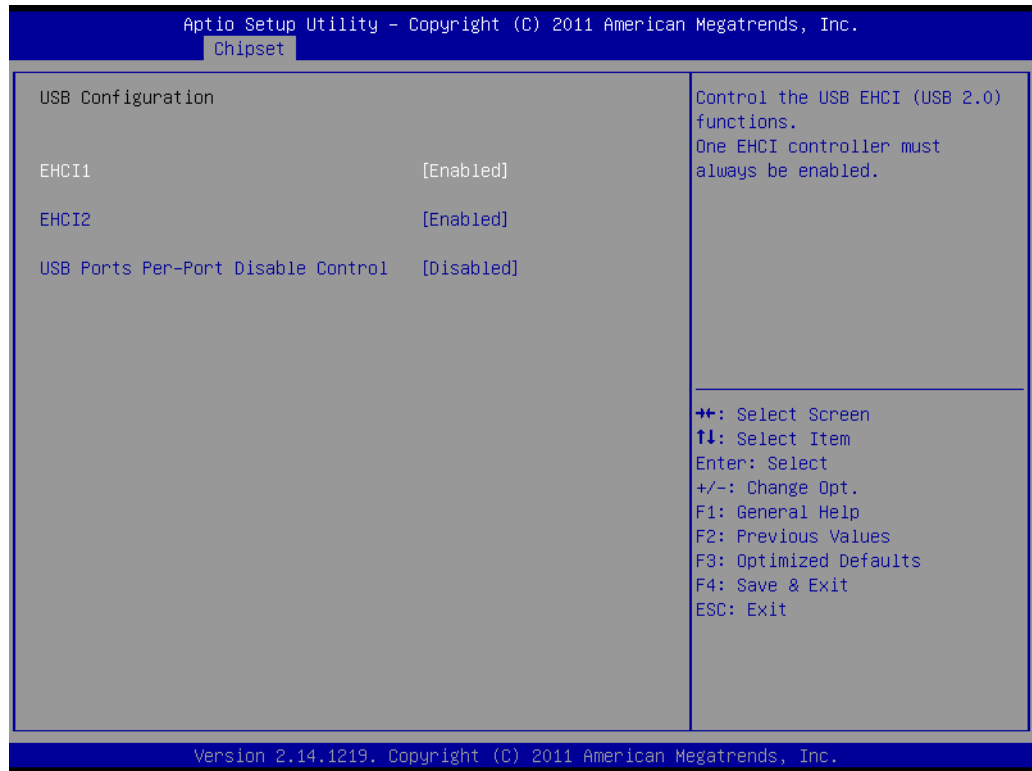 Aptio Setup Utility – Copyright (C) 2011 American Megatrends, Inc.
Chipset
USB Configuration
EHCI1 [Enabled]
EHCI2 [Enabled]
USB Ports Per-Port Disable Control [Disabled]
Control the USB EHCI (USB 2.0)
functions.
One EHCI controller must
always be enabled.
→←: Select Screen
↑↓: Select Item
Enter: Select
+/-: Change Opt.
F1: General Help
F2: Previous Values
F3: Optimized Defaults
F4: Save & Exit
ESC: Exit
Version 2.14.1219. Copyright (C) 2011 American Megatrends, Inc.